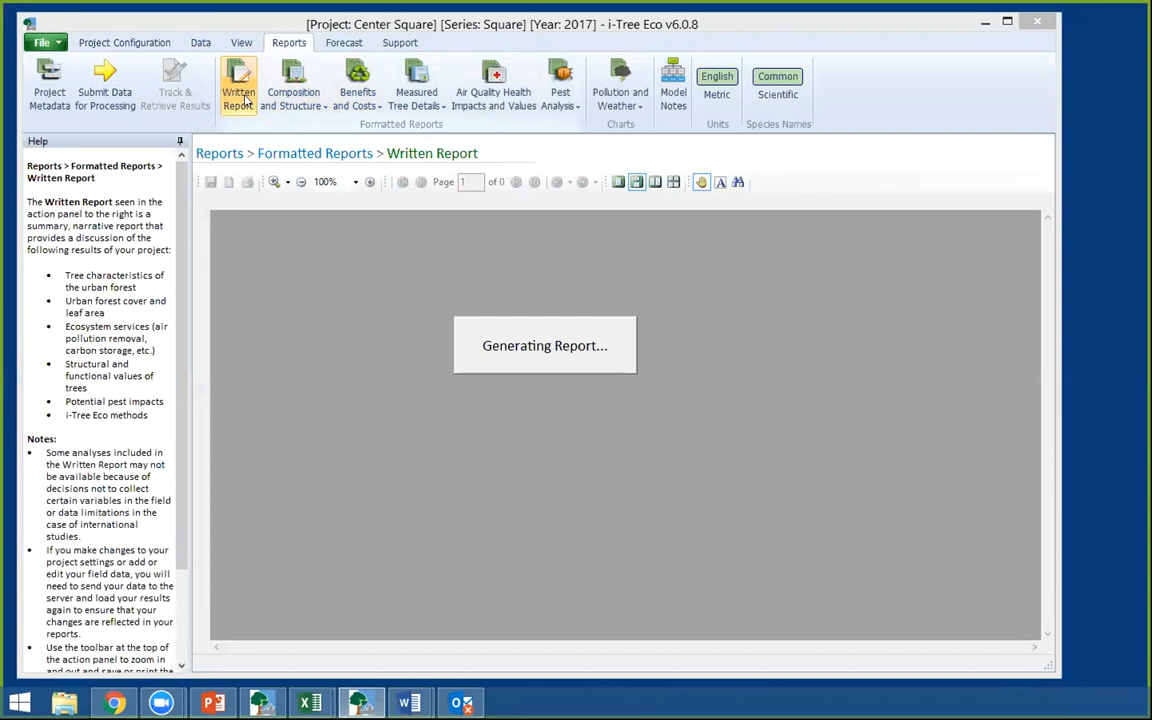 [Project: Center Square] [Series: Square] [Year: 2017] - i-Tree Eco v6.0.8
File Project Configuration Data View Reports Forecast Support
Project Metadata
Submit Data for Processing
Track & Retrieve Results
Written Report
Composition and Structure
Benefits and Costs
Measured Tree Details
Air Quality Health Impacts and Values
Pest Analysis
Pollution and Weather
Model Notes
English
Metric
Common
Scientific
Formatted Reports
Charts
Units
Species Names
Help
Reports > Formatted Reports > Written Report
100%
Page 1 of 0
A
Reports > Formatted Reports >
Written Report
The Written Report seen in
the action panel to the right is a
summary, narrative report that
provides a discussion of the
following results of your project:
• Tree characteristics of
the urban forest
• Urban forest cover and
leaf area
• Ecosystem services (air
pollution removal,
carbon storage, etc.)
• Structural and
functional values of
trees
• Potential pest impacts
• i-Tree Eco methods
Notes:
• Some analyses included in
the Written Report may not
be available because of
decisions not to collect
certain variables in the field
or data limitations in the
case of international
studies.
• If you make changes to your
project settings or add or
edit your field data, you will
need to send your data to the
server and load your results
again to ensure that your
changes are reflected in your
reports.
• Use the toolbar at the top of
the action panel to zoom in
and out and save or print the
Generating Report...